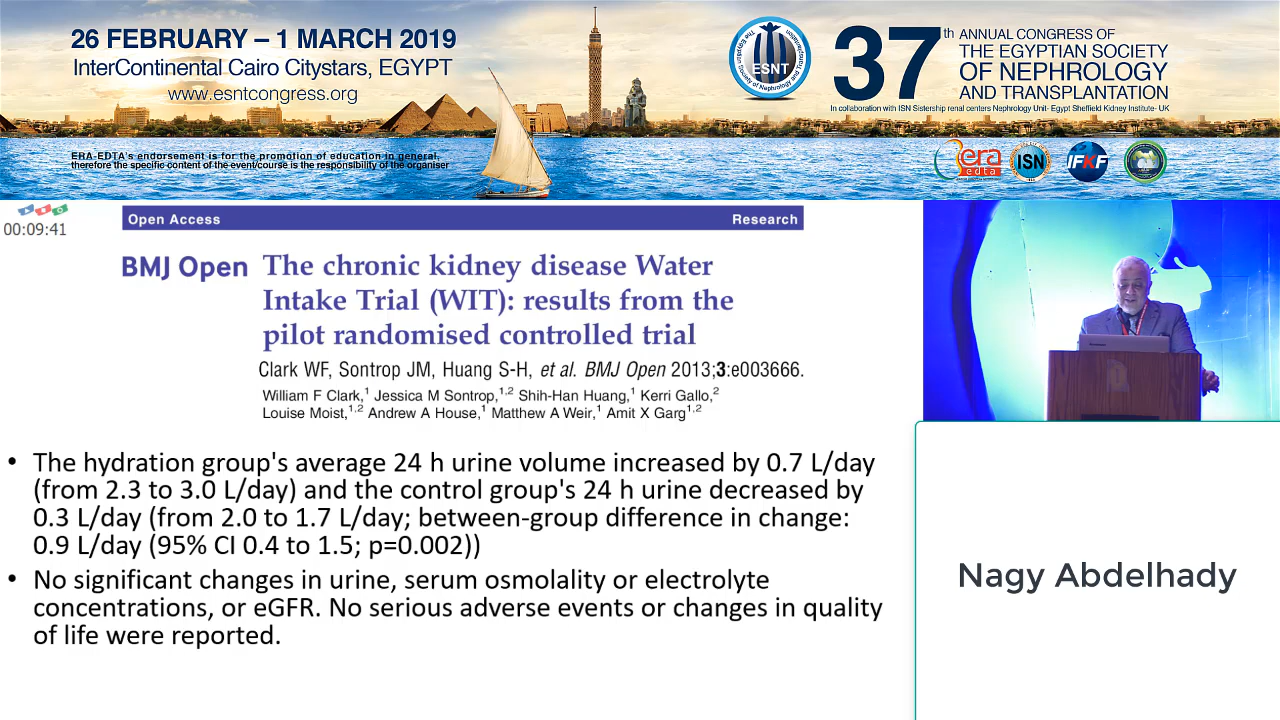 26 FEBRUARY – 1 MARCH 2019
InterContinental Cairo Citystars, EGYPT
www.esntcongress.org
ERA-EDTA's endorsement is for the promotion of education in general,
therefore the specific content of the event/course is the responsibility of the organiser
The Egyptian Society of Nephrology and Transplantation
ESNT
37th ANNUAL CONGRESS OF
THE EGYPTIAN SOCIETY
OF NEPHROLOGY
AND TRANSPLANTATION
In collaboration with ISN Sistership renal centers Nephrology Unit- Egypt Sheffield Kidney Institute- UK
era
edta
ISN
IFKF
00:09:41
Open Access Research
BMJ Open The chronic kidney disease Water
Intake Trial (WIT): results from the
pilot randomised controlled trial
Clark WF, Sontrop JM, Huang S-H, et al. BMJ Open 2013;3:e003666.
William F Clark,1 Jessica M Sontrop,1,2 Shih-Han Huang,1 Kerri Gallo,2
Louise Moist,1,2 Andrew A House,1 Matthew A Weir,1 Amit X Garg1,2
• The hydration group's average 24 h urine volume increased by 0.7 L/day
(from 2.3 to 3.0 L/day) and the control group's 24 h urine decreased by
0.3 L/day (from 2.0 to 1.7 L/day; between-group difference in change:
0.9 L/day (95% CI 0.4 to 1.5; p=0.002))
• No significant changes in urine, serum osmolality or electrolyte
concentrations, or eGFR. No serious adverse events or changes in quality
of life were reported.
Nagy Abdelhady